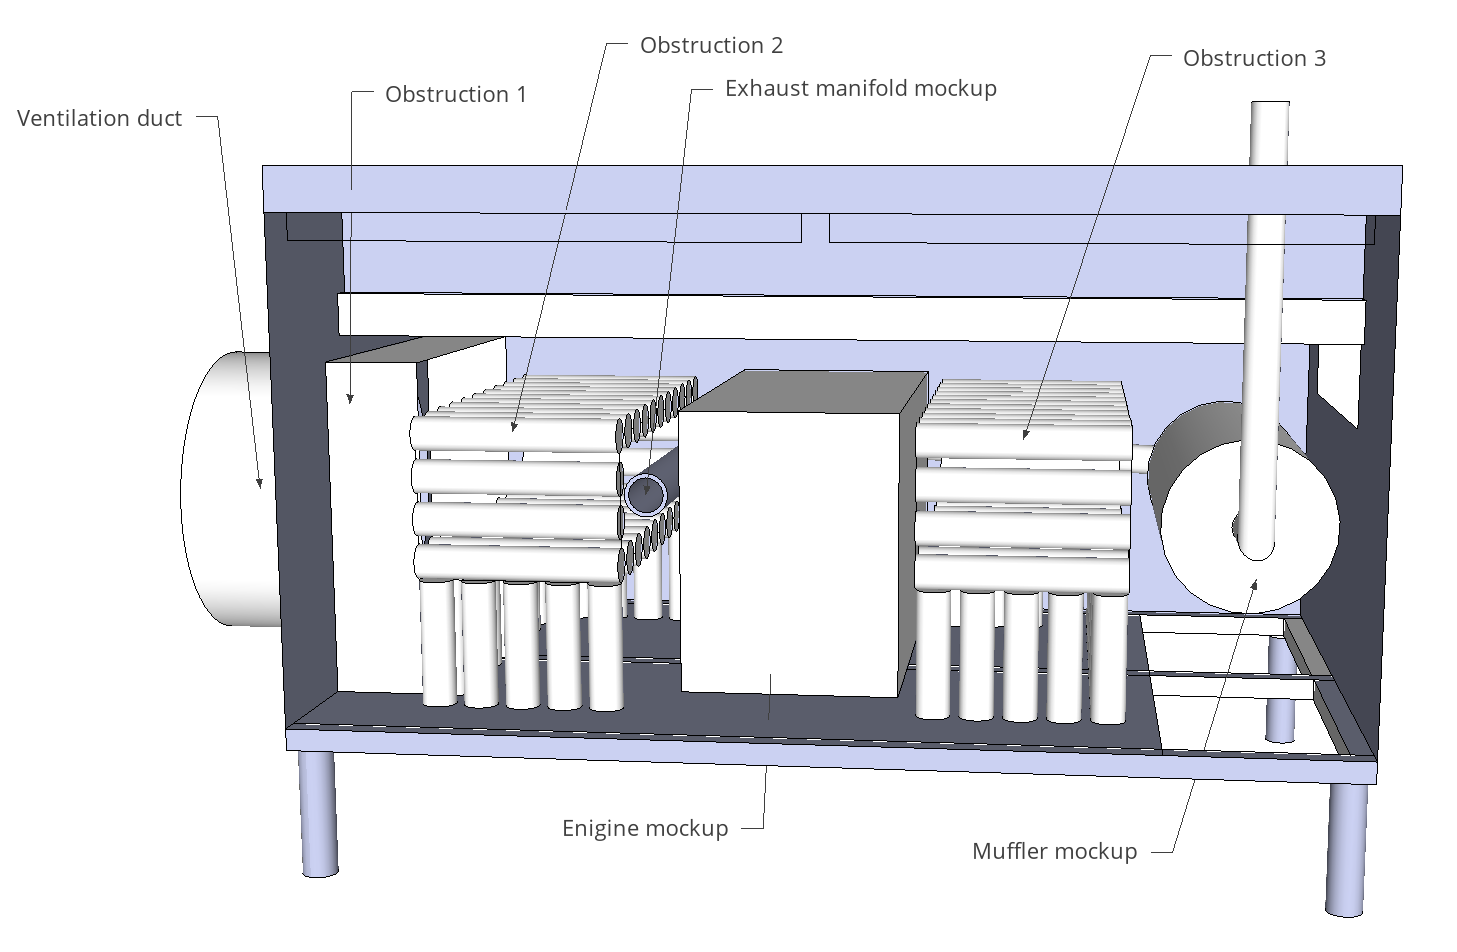 Obstruction 2
Obstruction 3
Exhaust manifold mockup
Obstruction 1
Ventilation duct
Enigine mockup
Muffler mockup